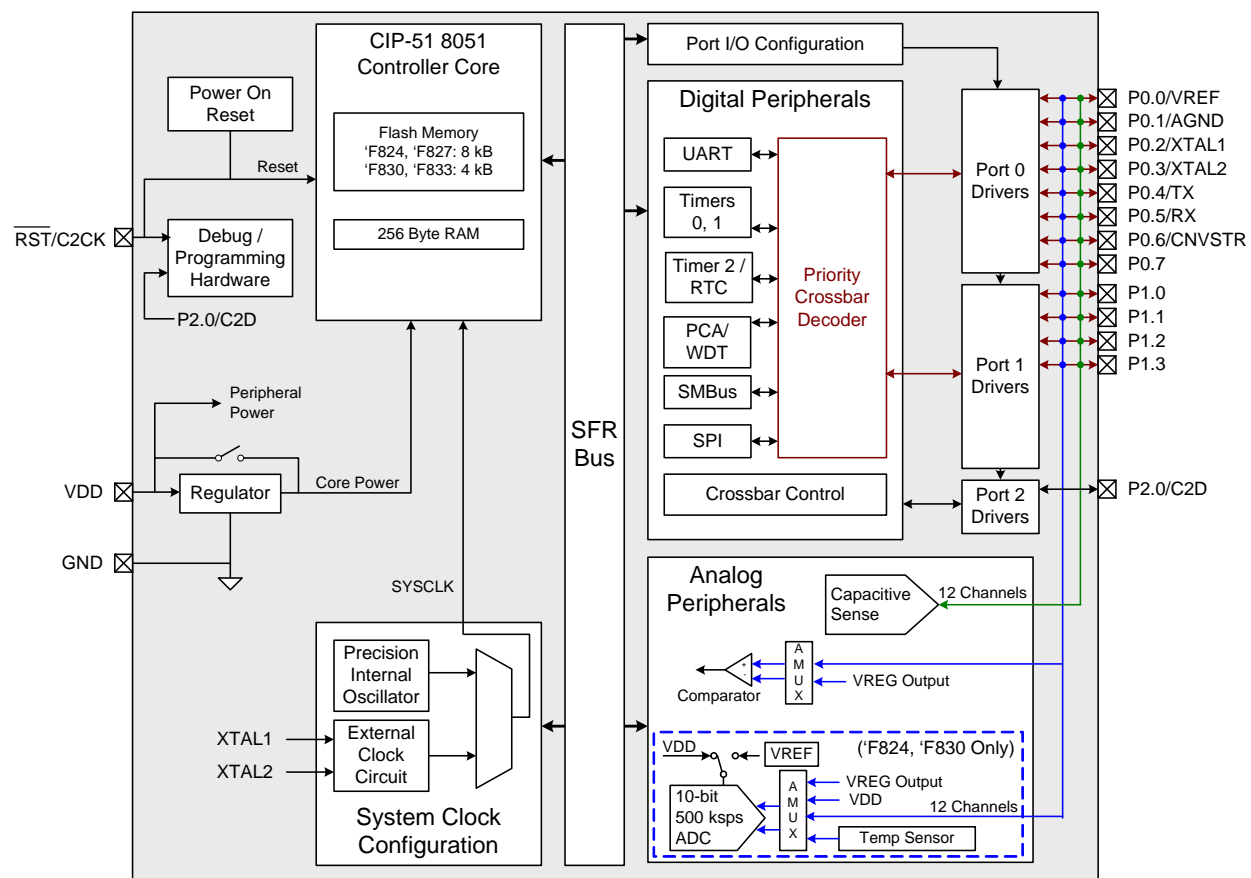 CIP-51 8051
Controller Core
Flash Memory
‘F824, ‘F827: 8 kB
‘F830, ‘F833: 4 kB
256 Byte RAM
Power On
Reset
Reset
RST/C2CK
Debug /
Programming
Hardware
P2.0/C2D
Peripheral
Power
VDD
Regulator
Core Power
GND
SYSCLK
Precision
Internal
Oscillator
XTAL1
XTAL2
External
Clock
Circuit
System Clock
Configuration
SFR
Bus
Port I/O Configuration
Digital Peripherals
UART
Timers
0, 1
Timer 2 /
RTC
PCA/
WDT
SMBus
SPI
Priority
Crossbar
Decoder
Crossbar Control
Port 0
Drivers
Port 1
Drivers
Port 2
Drivers
P0.0/VREF
P0.1/AGND
P0.2/XTAL1
P0.3/XTAL2
P0.4/TX
P0.5/RX
P0.6/CNVSTR
P0.7
P1.0
P1.1
P1.2
P1.3
P2.0/C2D
Analog
Peripherals
Capacitive
Sense
12 Channels
Comparator
+
-
A
M
U
X
VREG Output
(‘F824, ‘F830 Only)
VDD
VREF
10-bit
500 ksps
ADC
A
M
U
X
VREG Output
VDD
12 Channels
Temp Sensor